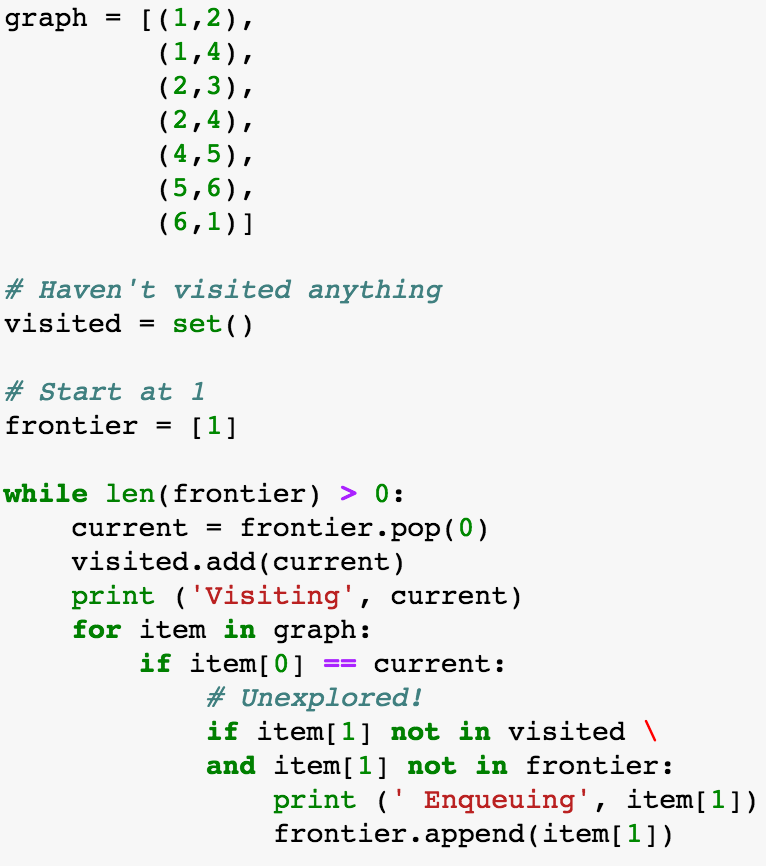 graph = [(1,2),
         (1,4),
         (2,3),
         (2,4),
         (4,5),
         (5,6),
         (6,1)]

# Haven't visited anything
visited = set()

# Start at 1
frontier = [1]

while len(frontier) > 0:
    current = frontier.pop(0)
    visited.add(current)
    print ('Visiting', current)
    for item in graph:
        if item[0] == current:
            # Unexplored!
            if item[1] not in visited \
            and item[1] not in frontier:
                print (' Enqueuing', item[1])
                frontier.append(item[1])